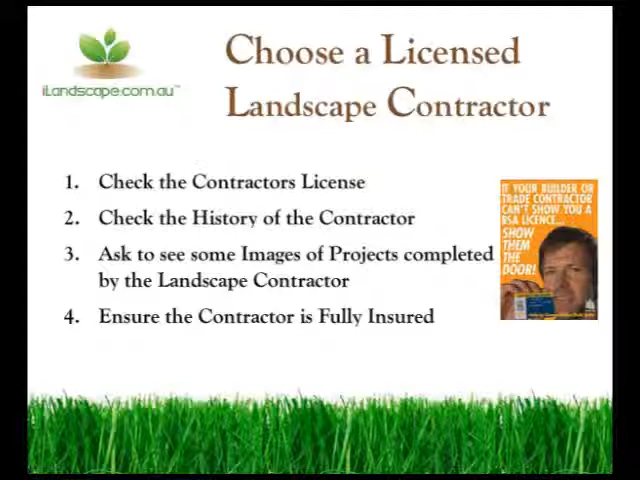 Choose a Licensed
Landscape Contractor
iLandscape.com.au™
1. Check the Contractors License
2. Check the History of the Contractor
3. Ask to see some Images of Projects completed
by the Landscape Contractor
4. Ensure the Contractor is Fully Insured
IF YOUR BUILDER OR
TRADE CONTRACTOR
CAN'T SHOW YOU A
BSA LICENCE...
SHOW
THEM
THE
DOOR!